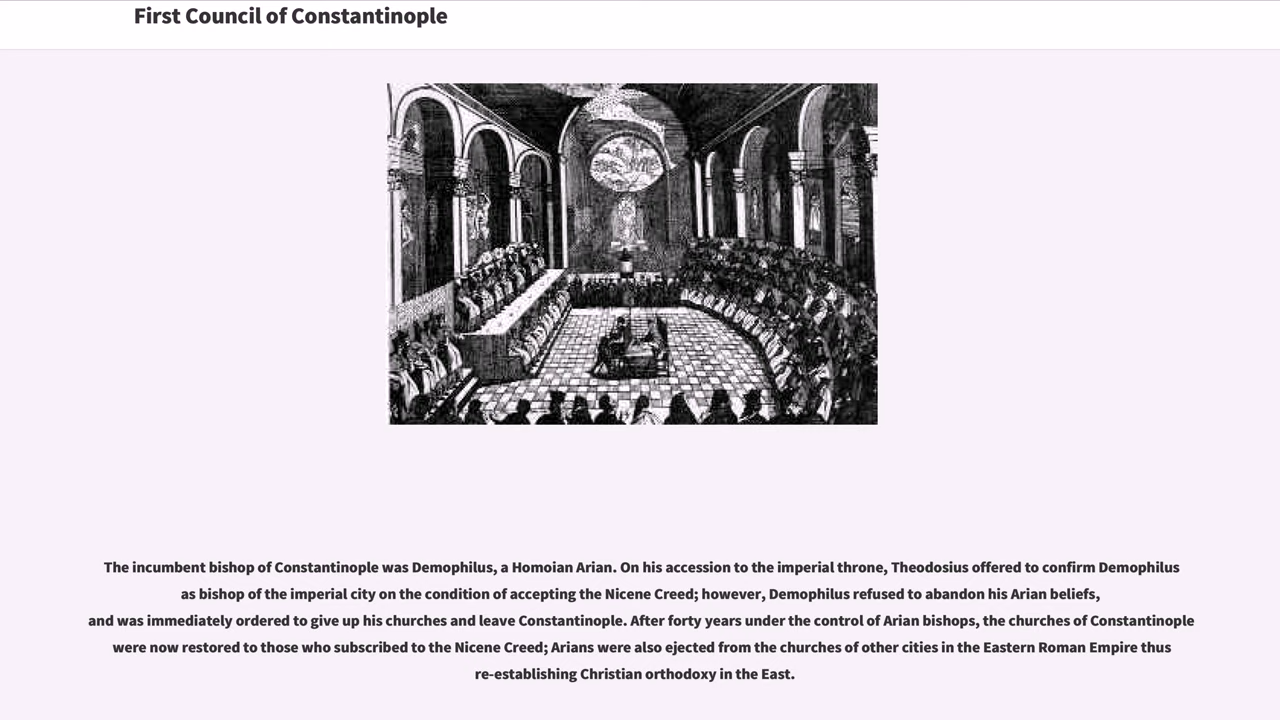 First Council of Constantinople
The incumbent bishop of Constantinople was Demophilus, a Homoian Arian. On his accession to the imperial throne, Theodosius offered to confirm Demophilus
as bishop of the imperial city on the condition of accepting the Nicene Creed; however, Demophilus refused to abandon his Arian beliefs,
and was immediately ordered to give up his churches and leave Constantinople. After forty years under the control of Arian bishops, the churches of Constantinople
were now restored to those who subscribed to the Nicene Creed; Arians were also ejected from the churches of other cities in the Eastern Roman Empire thus
re-establishing Christian orthodoxy in the East.